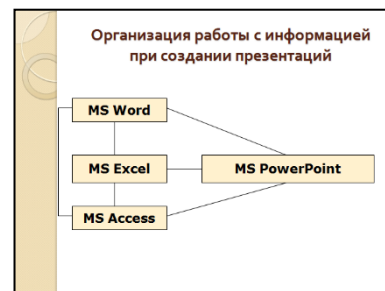 Организация работы с информацией
при создании презентаций
MS Word
MS Excel
MS PowerPoint
MS Access